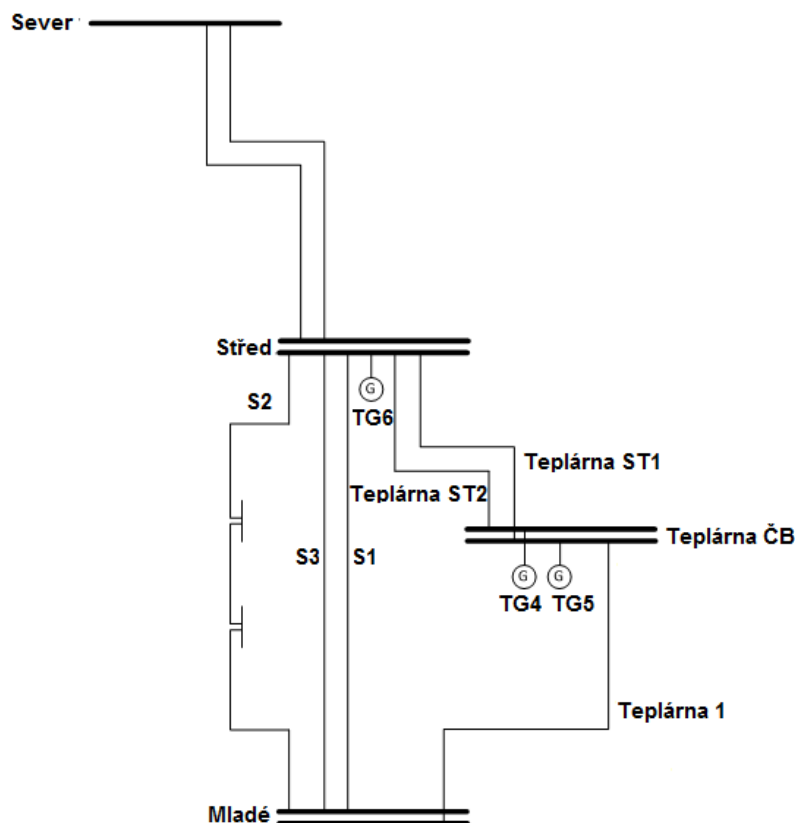 Sever
Střed
S2
G
TG6
Teplárna ST1
Teplárna ST2
Teplárna ČB
S3
S1
G
G
TG4
TG5
Teplárna 1
Mladé